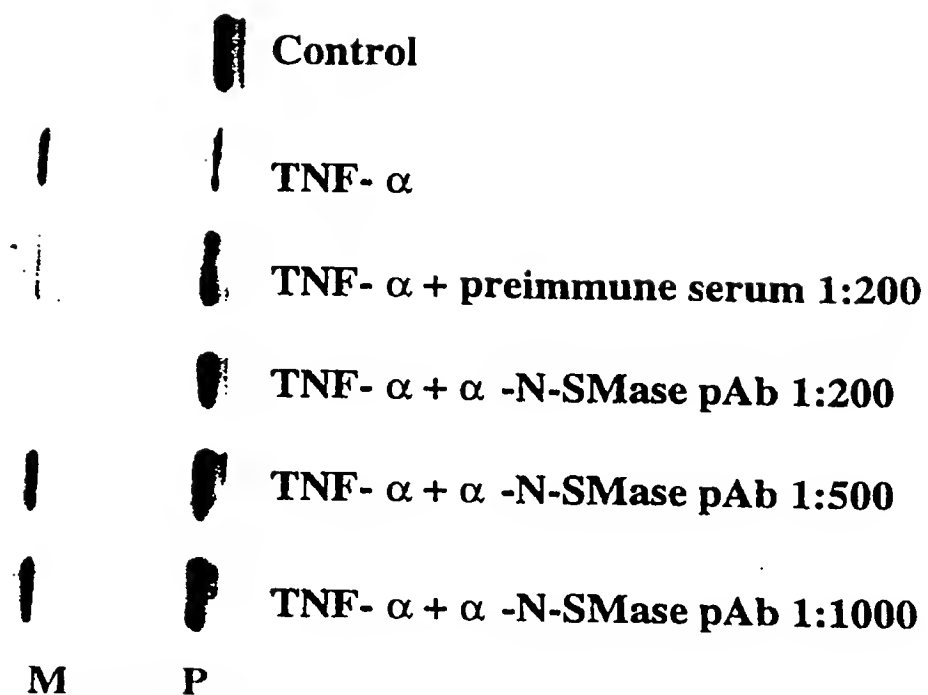 Control
TNF- α
TNF- α + preimmune serum 1:200
TNF- α + α -N-SMase pAb 1:200
TNF- α + α -N-SMase pAb 1:500
TNF- α + α -N-SMase pAb 1:1000
M P